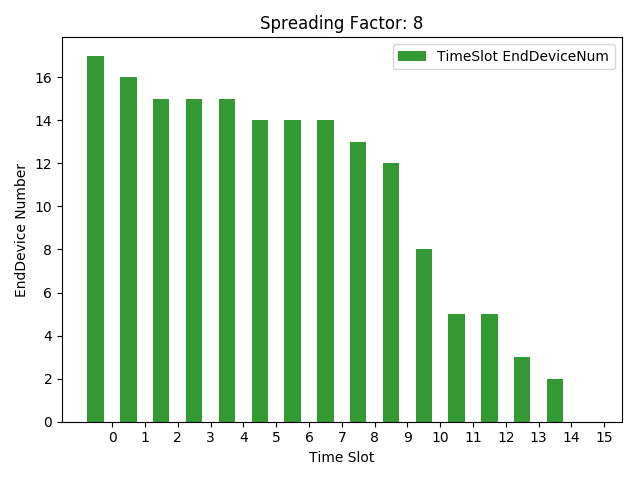 Spreading Factor: 8
TimeSlot EndDeviceNum
EndDevice Number
16
14
12
10
8
6
4
2
0
0 1 2 3 4 5 6 7 8 9 10 11 12 13 14 15
Time Slot